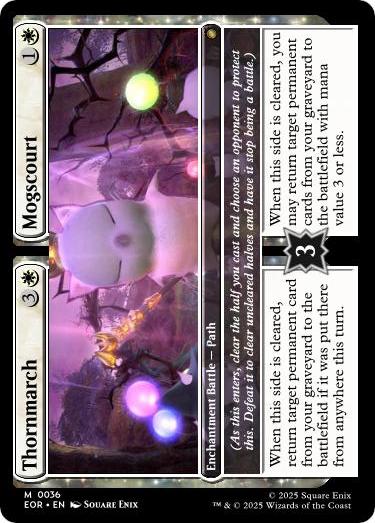 Thornmarch 3
Mogscourt 1
Enchantment Battle — Path
(As this enters, clear the half you cast and choose an opponent to protect
this. Defeat it to clear uncleared halves and have it stop being a battle.)
When this side is cleared,
return target permanent card
from your graveyard to the
battlefield if it was put there
from anywhere this turn.
When this side is cleared, you
may return target permanent
cards from your graveyard to
the battlefield with mana
value 3 or less.
3
M 0036
EOR • EN SQUARE ENIX
© 2025 Square Enix
™ & © 2025 Wizards of the Coast